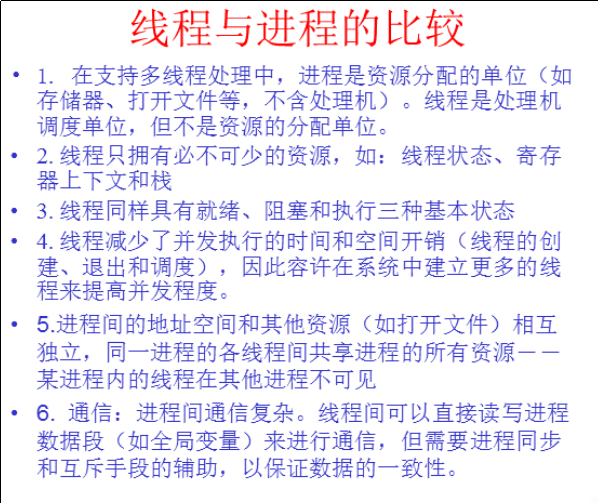 线程与进程的比较
• 1. 在支持多线程处理中，进程是资源分配的单位（如
存储器、打开文件等，不含处理机）。线程是处理机
调度单位，但不是资源的分配单位。
• 2. 线程只拥有必不可少的资源，如：线程状态、寄存
器上下文和栈
• 3. 线程同样具有就绪、阻塞和执行三种基本状态
• 4. 线程减少了并发执行的时间和空间开销（线程的创
建、退出和调度），因此容许在系统中建立更多的线
程来提高并发程度。
• 5.进程间的地址空间和其他资源（如打开文件）相互
独立，同一进程的各线程间共享进程的所有资源－－
某进程内的线程在其他进程不可见
• 6. 通信：进程间通信复杂。线程间可以直接读写进程
数据段（如全局变量）来进行通信，但需要进程同步
和互斥手段的辅助，以保证数据的一致性。